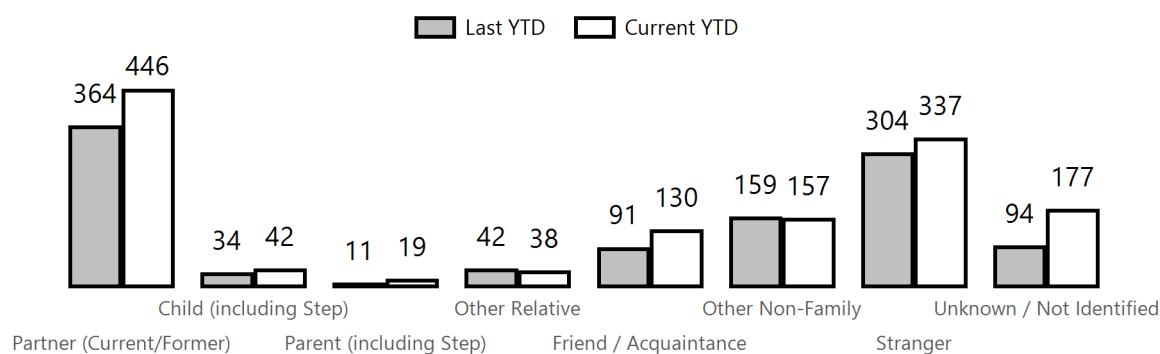 Last YTD Current YTD
364 446
34 42
11 19
42 38
91 130
159 157
304 337
94 177
Child (including Step) Other Relative Other Non-Family Unknown / Not Identified
Partner (Current/Former) Parent (including Step) Friend / Acquaintance Stranger